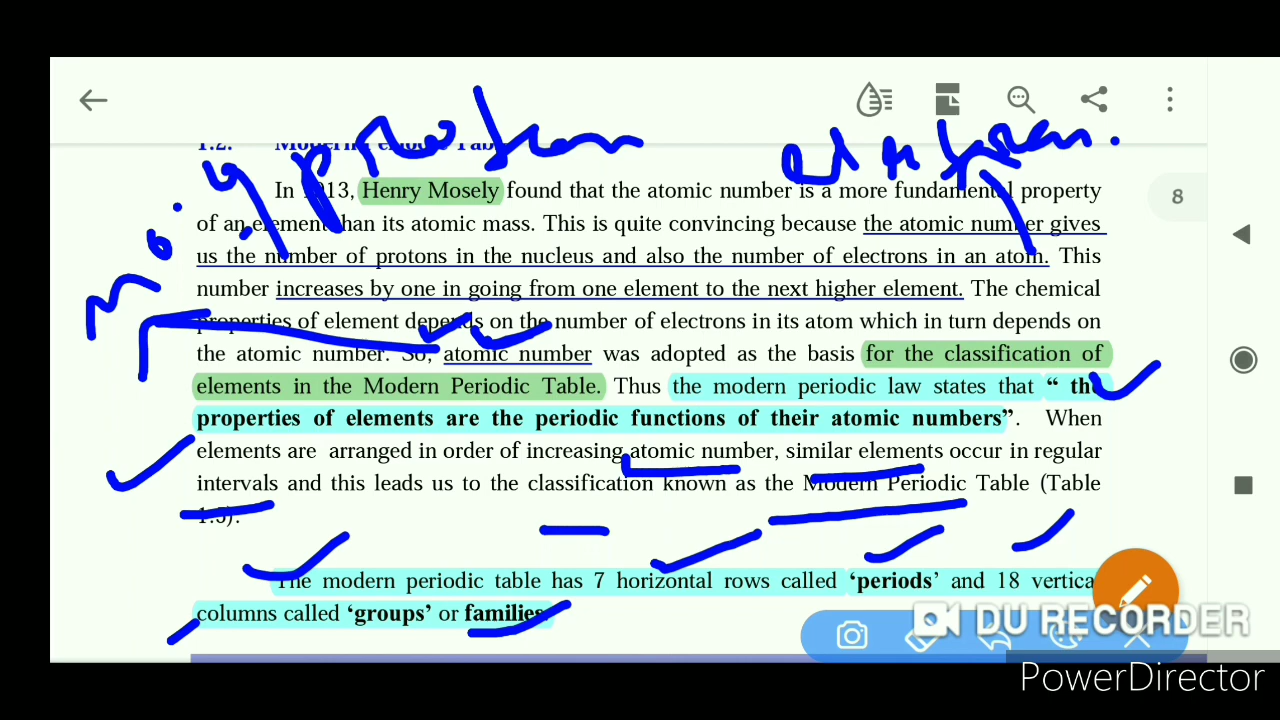 1.2. Modern Periodic Table
No. of proton electron.
In 1913, Henry Mosely found that the atomic number is a more fundamental property
8
of an element than its atomic mass. This is quite convincing because the atomic number gives
us the number of protons in the nucleus and also the number of electrons in an atom. This
number increases by one in going from one element to the next higher element. The chemical
properties of element depends on the number of electrons in its atom which in turn depends on
the atomic number. So, atomic number was adopted as the basis for the classification of
elements in the Modern Periodic Table. Thus the modern periodic law states that “ the
properties of elements are the periodic functions of their atomic numbers”. When
elements are arranged in order of increasing atomic number, similar elements occur in regular
intervals and this leads us to the classification known as the Modern Periodic Table (Table
1.5).
The modern periodic table has 7 horizontal rows called ‘periods’ and 18 vertica
columns called ‘groups’ or families.
DU RECORDER
PowerDirector